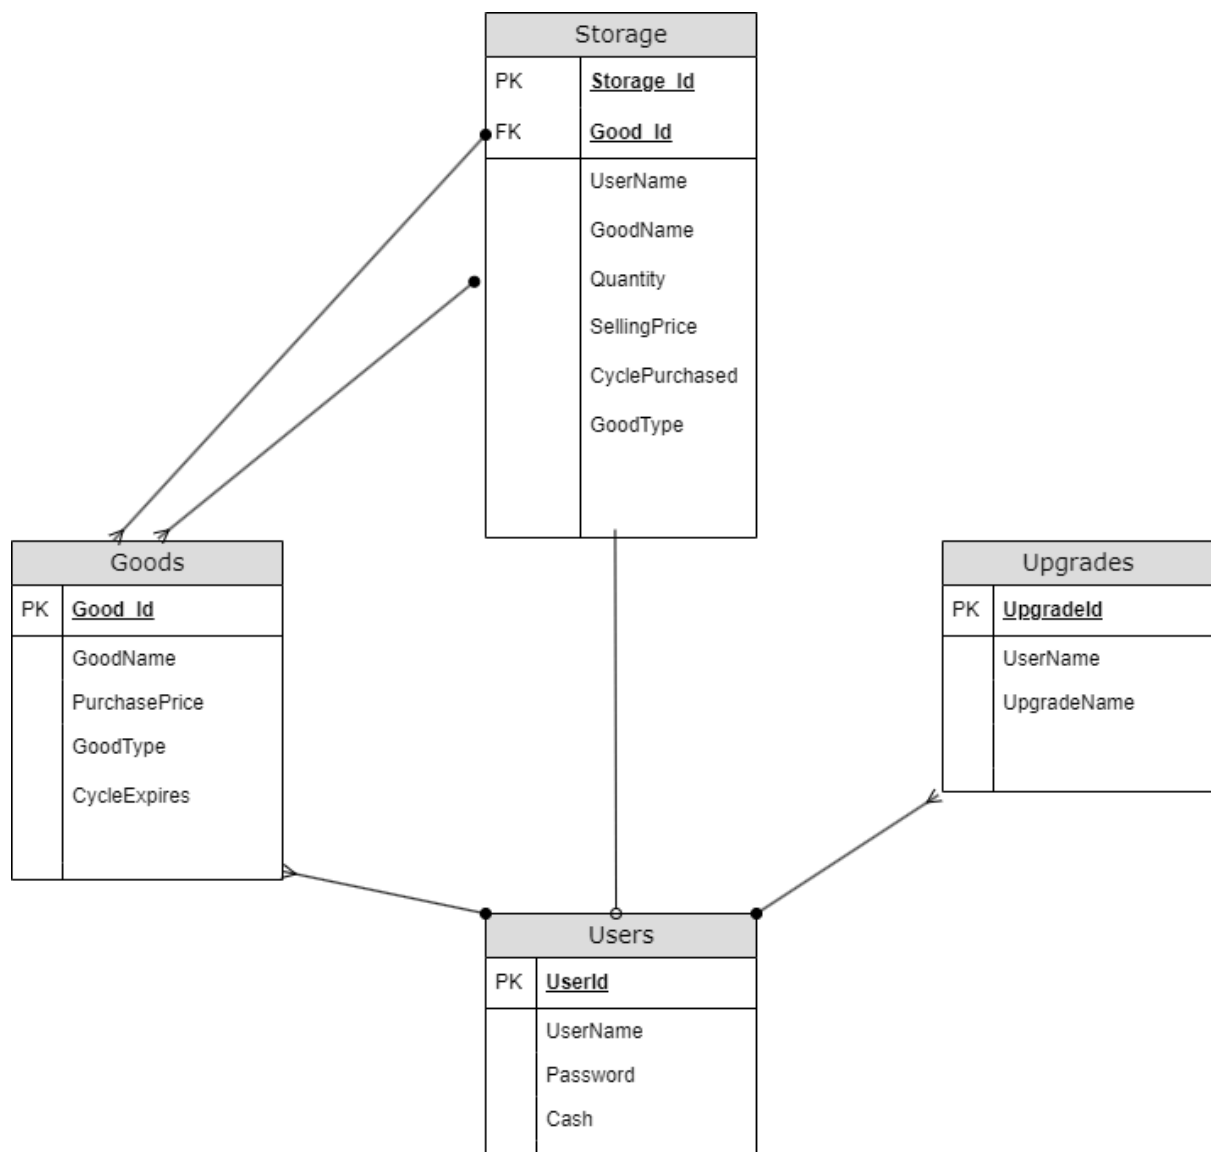 Storage
PK Storage_Id
FK Good_Id
UserName
GoodName
Quantity
SellingPrice
CyclePurchased
GoodType
Goods
PK Good_Id
GoodName
PurchasePrice
GoodType
CycleExpires
Upgrades
PK UpgradeId
UserName
UpgradeName
Users
PK UserId
UserName
Password
Cash